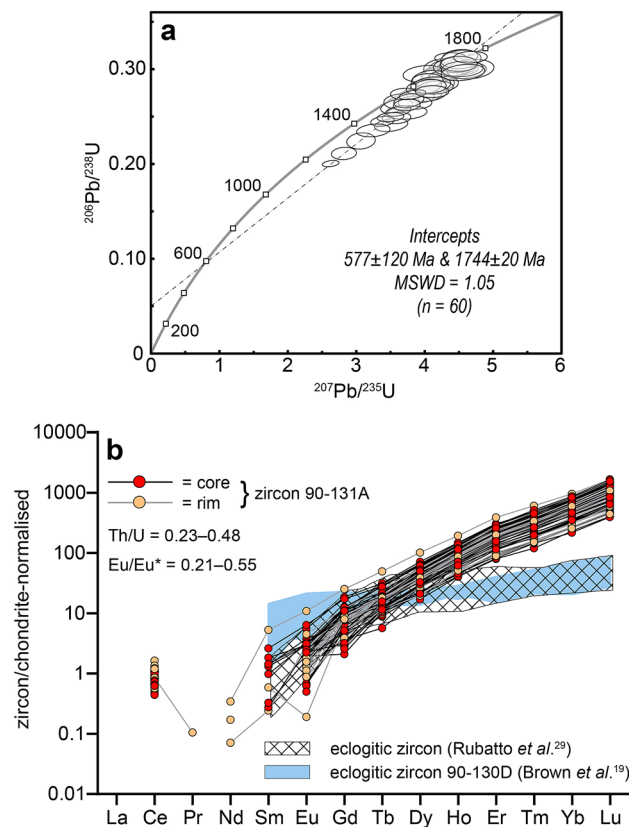 a
0.30
0.20
0.10
0
206Pb/238U
200
600
1000
1400
1800
Intercepts
577±120 Ma & 1744±20 Ma
MSWD = 1.05
(n = 60)
0 1 2 3 4 5 6
207Pb/235U
b
10000
1000
100
10
1
0.1
0.01
zircon/chondrite-normalised
= core
= rim
} zircon 90-131A
Th/U = 0.23–0.48
Eu/Eu* = 0.21–0.55
eclogitic zircon (Rubatto et al.29)
eclogitic zircon 90-130D (Brown et al.19)
La Ce Pr Nd Sm Eu Gd Tb Dy Ho Er Tm Yb Lu